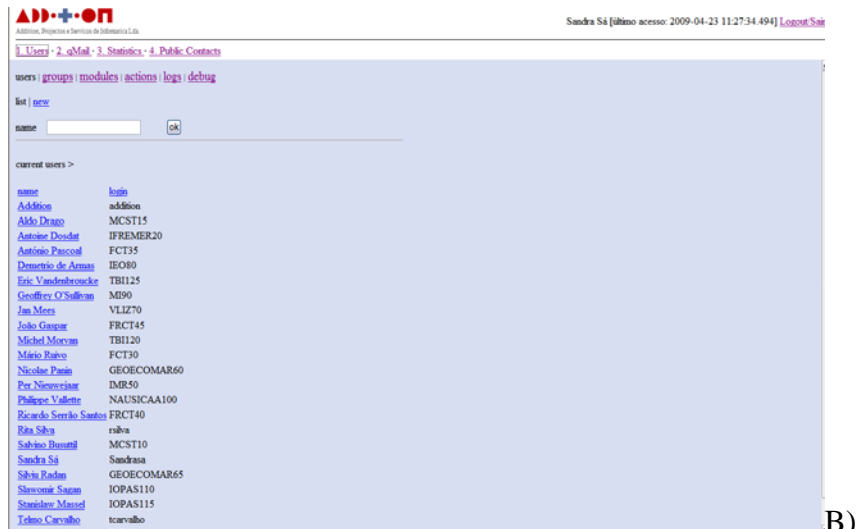 ADD·+·ON
Addition, Projectos e Serviços de Informatica Lda.
Sandra Sá [último acesso: 2009-04-23 11:27:34.494] Logout/Sair
1. Users · 2. qMail · 3. Statistics · 4. Public Contacts
users | groups | modules | actions | logs | debug
list | new
name ok
current users >
name login
Addition addition
Aldo Drago MCST15
Antoine Dosdat IFREMER20
António Pascoal FCT35
Demetrio de Armas IEO80
Eric Vandenbroucke TBI125
Geoffrey O'Sullivan MI90
Jan Mees VLIZ70
João Gaspar FRCT45
Michel Morvan TBI120
Mário Ruivo FCT30
Nicolae Panin GEOECOMAR60
Per Nieuwejaar IMR50
Philippe Vallette NAUSICAA100
Ricardo Serrão Santos FRCT40
Rita Silva rsilva
Salvino Busuttil MCST10
Sandra Sá Sandrasa
Silviu Radan GEOECOMAR65
Slawomir Sagan IOPAS110
Stanislaw Massel IOPAS115
Telmo Carvalho tcarvalho
B)